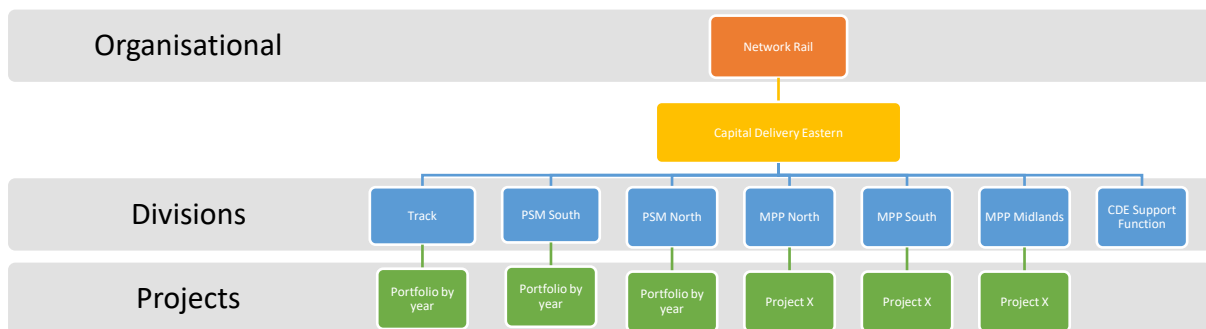 Organisational
Network Rail
Capital Delivery Eastern
Divisions
Track
PSM South
PSM North
MPP North
MPP South
MPP Midlands
CDE Support
Function
Projects
Portfolio by
year
Portfolio by
year
Portfolio by
year
Project X
Project X
Project X